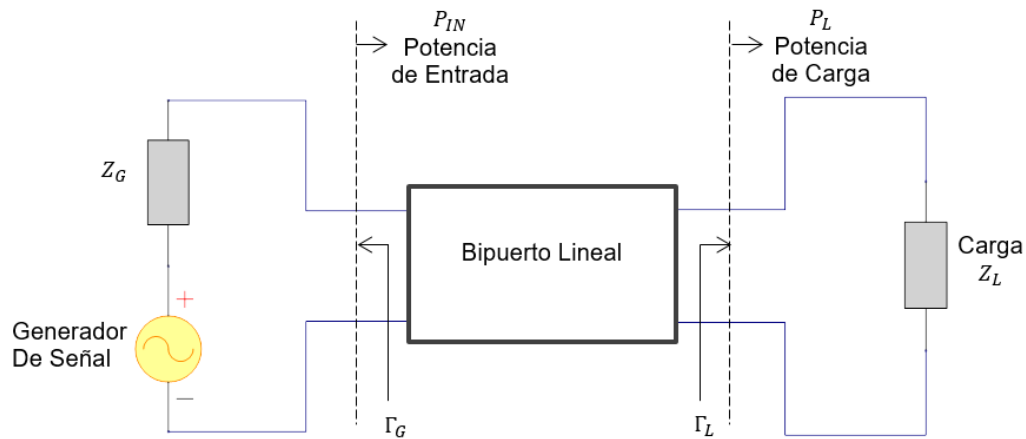 P_IN
Potencia
de Entrada
P_L
Potencia
de Carga
Z_G
+
Bipuerto Lineal
Carga
Z_L
Generador
De Señal
—
Γ_G
Γ_L